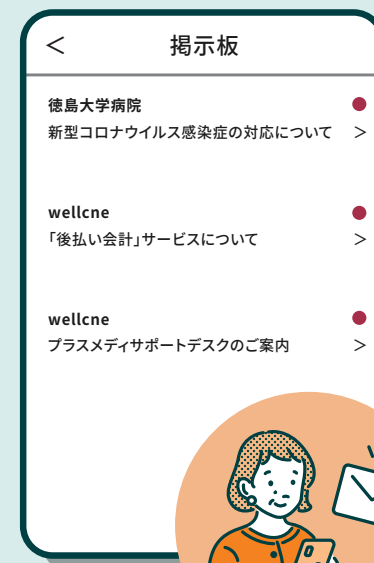 < 掲示板
徳島大学病院
新型コロナウイルス感染症の対応について >
wellcne
「後払い会計」サービスについて >
wellcne
プラスメディサポートデスクのご案内 >